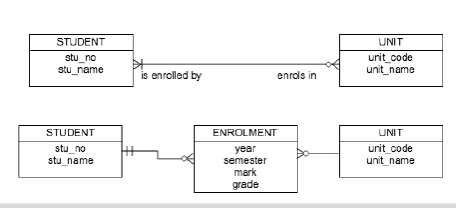 STUDENT
stu_no
stu_name
is enrolled by
enrols in
UNIT
unit_code
unit_name
STUDENT
stu_no
stu_name
ENROLMENT
year
semester
mark
grade
UNIT
unit_code
unit_name